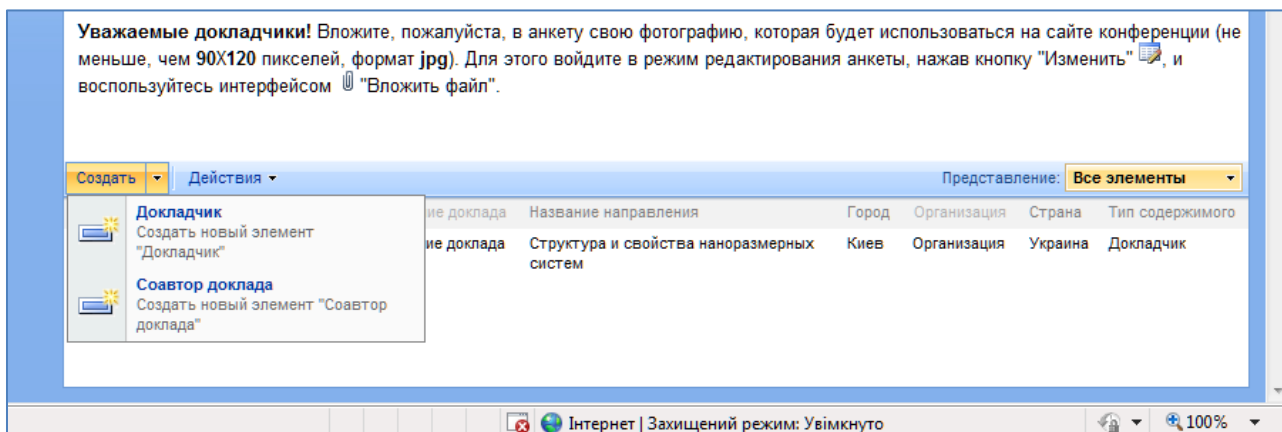 Уважаемые докладчики! Вложите, пожалуйста, в анкету свою фотографию, которая будет использоваться на сайте конференции (не
меньше, чем 90X120 пикселей, формат jpg). Для этого войдите в режим редактирования анкеты, нажав кнопку "Изменить" , и
воспользуйтесь интерфейсом "Вложить файл".
Создать Действия Представление: Все элементы
ие доклада Название направления Город Организация Страна Тип содержимого
ие доклада Структура и свойства наноразмерных Киев Организация Украина Докладчик
систем
Докладчик
Создать новый элемент
"Докладчик"
Соавтор доклада
Создать новый элемент "Соавтор
доклада"
Інтернет | Захищений режим: Увімкнуто 100%